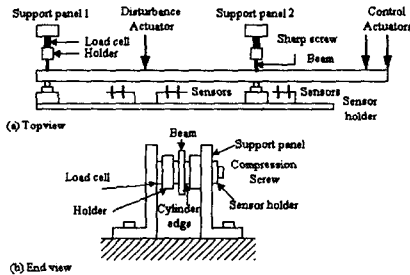 Support panel 1
Disturbance
Actuator
Support panel 2
Control
Actuators
Load cell
Holder
Sharp screw
Beam
Sensors
Sensors
Sensor
holder
(a) Topview
Beam
Support panel
Load cell
Compression
Screw
Holder
Cylinder
edge
Sensor holder
(b) End view